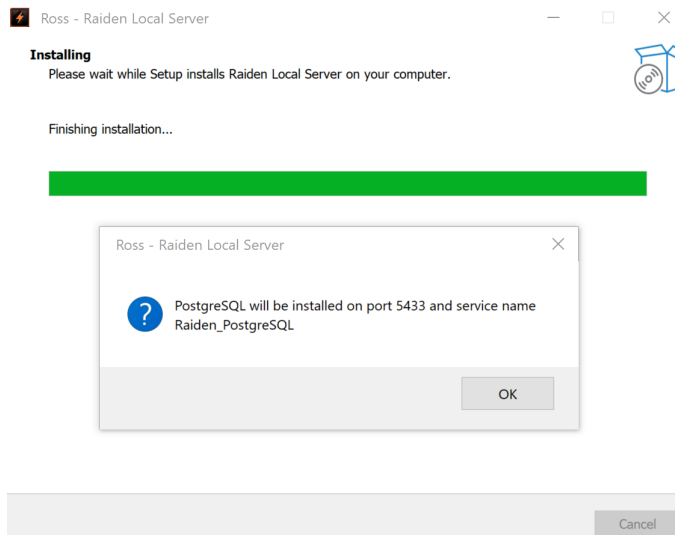 Ross - Raiden Local Server
Installing
Please wait while Setup installs Raiden Local Server on your computer.
Finishing installation...
Ross - Raiden Local Server
PostgreSQL will be installed on port 5433 and service name
Raiden_PostgreSQL
OK
Cancel